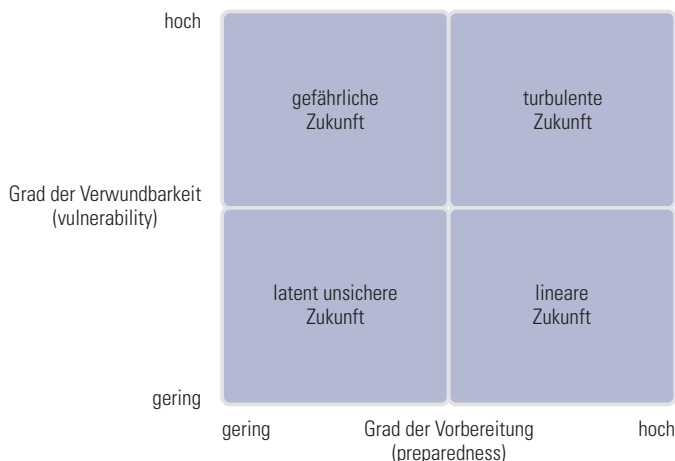 hoch
gefährliche
Zukunft
turbulente
Zukunft
Grad der Verwundbarkeit
(vulnerability)
latent unsichere
Zukunft
lineare
Zukunft
gering
gering
Grad der Vorbereitung
(preparedness)
hoch